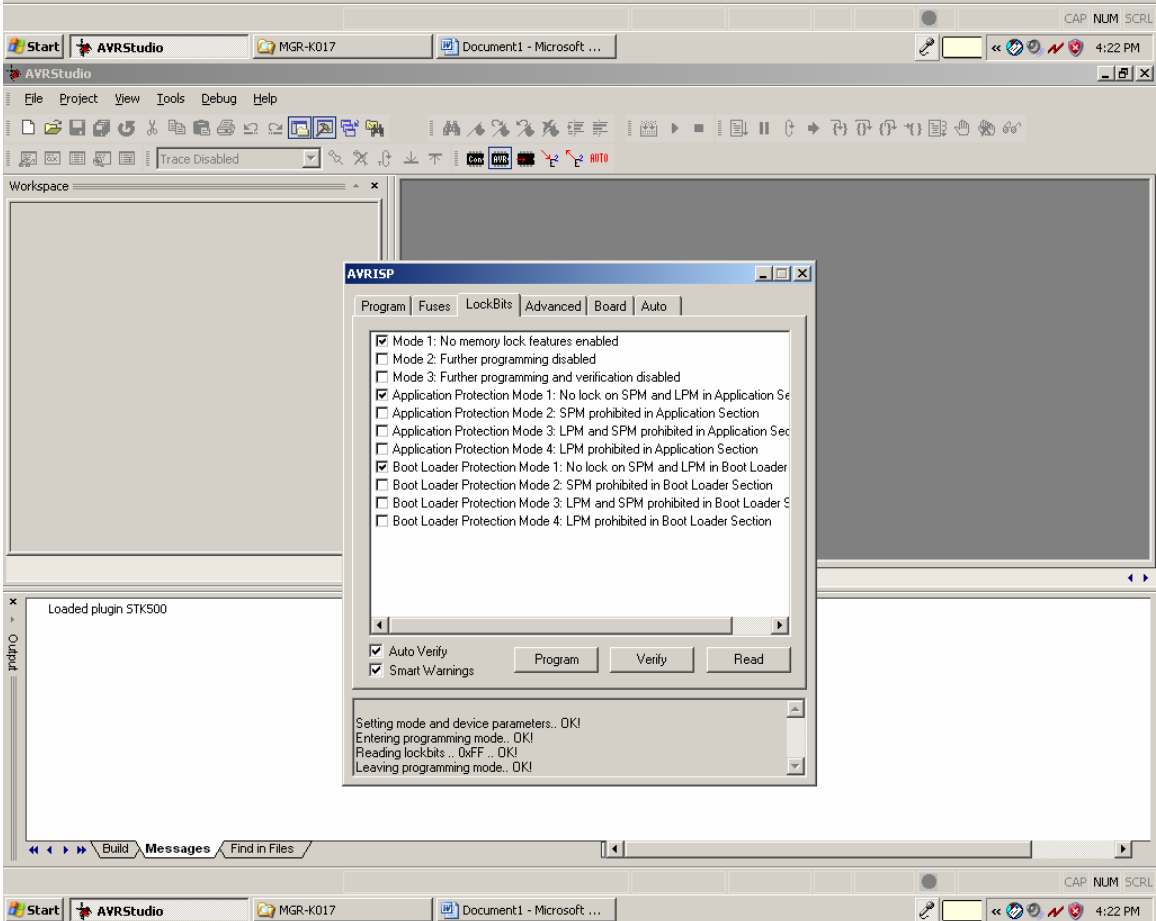 CAP NUM SCRL
Start AVRStudio MGR-K017 Document1 - Microsoft ... « 4:22 PM
AVRStudio
File Project View Tools Debug Help
Trace Disabled Con AVR AUTO
Workspace
AVRISP
Program Fuses LockBits Advanced Board Auto
Mode 1: No memory lock features enabled
Mode 2: Further programming disabled
Mode 3: Further programming and verification disabled
Application Protection Mode 1: No lock on SPM and LPM in Application Se
Application Protection Mode 2: SPM prohibited in Application Section
Application Protection Mode 3: LPM and SPM prohibited in Application Sec
Application Protection Mode 4: LPM prohibited in Application Section
Boot Loader Protection Mode 1: No lock on SPM and LPM in Boot Loader
Boot Loader Protection Mode 2: SPM prohibited in Boot Loader Section
Boot Loader Protection Mode 3: LPM and SPM prohibited in Boot Loader S
Boot Loader Protection Mode 4: LPM prohibited in Boot Loader Section
Auto Verify
Smart Warnings
Program Verify Read
Setting mode and device parameters.. OK!
Entering programming mode.. OK!
Reading lockbits .. 0xFF .. OK!
Leaving programming mode.. OK!
Loaded plugin STK500
Output
Build Messages Find in Files
CAP NUM SCRL
Start AVRStudio MGR-K017 Document1 - Microsoft ... « 4:22 PM